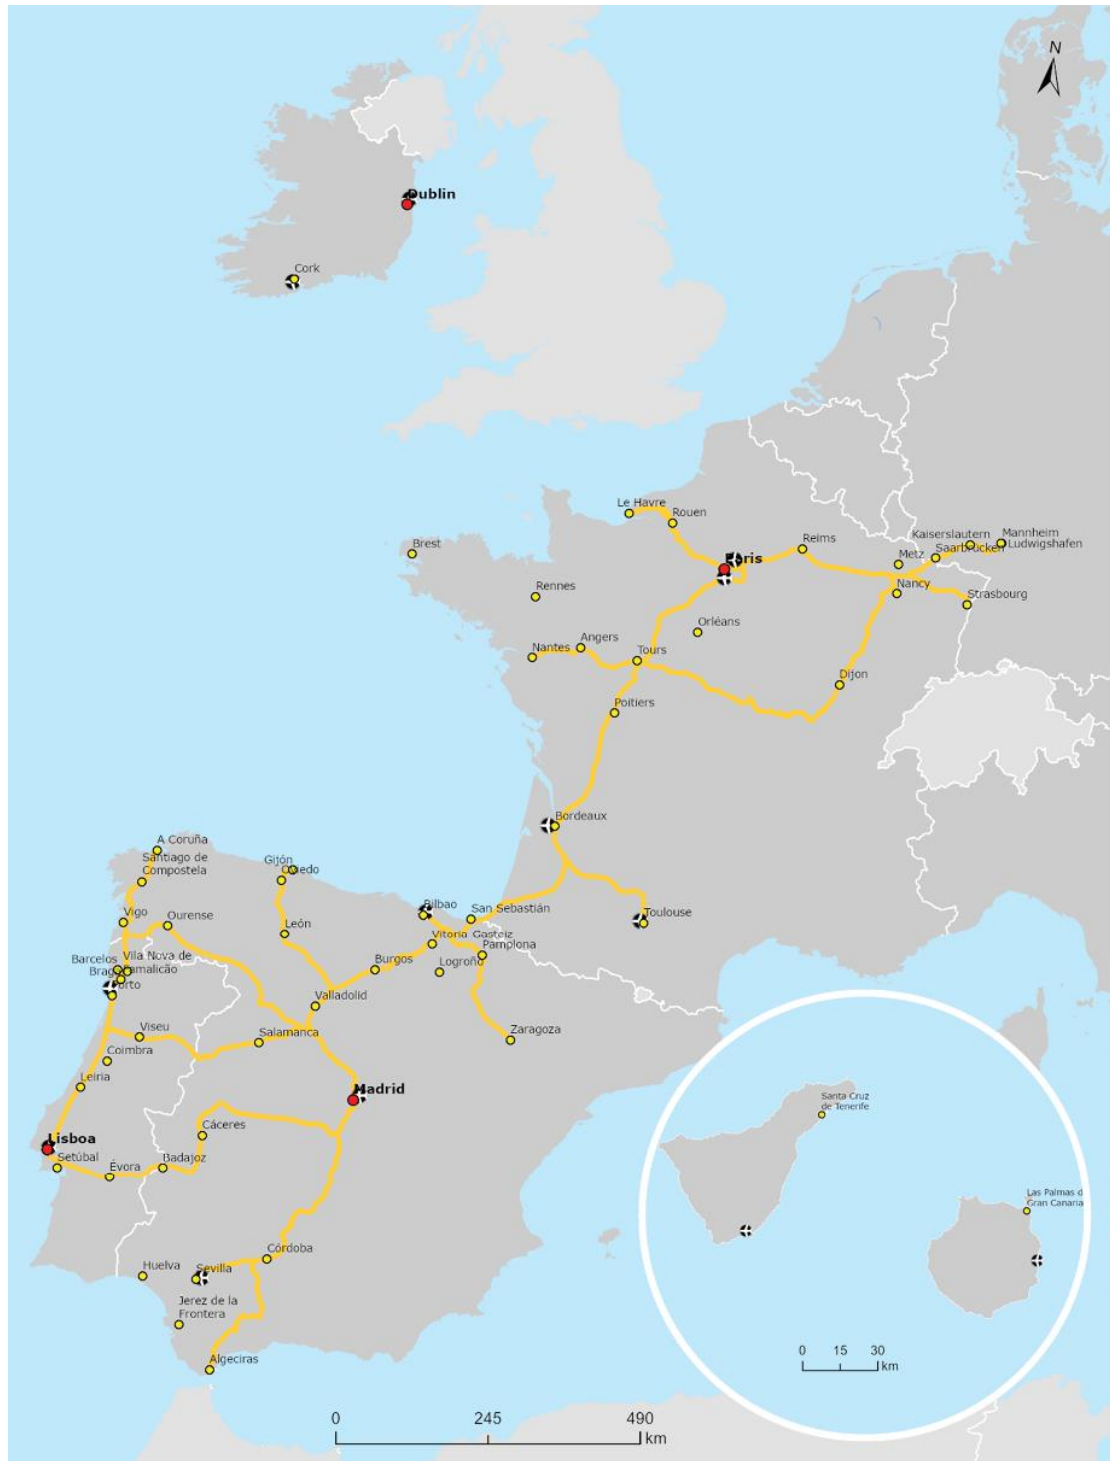 N
Dublin
Cork
Le Havre
Rouen
Reims
Kaiserslautern
Mannheim
Ludwigshafen
Saarbrücken
Metz
Paris
Brest
Rennes
Nancy
Strasbourg
Orléans
Angers
Nantes
Tours
Dijon
Poitiers
Bordeaux
Toulouse
A Coruña
Santiago de
Compostela
Gijón
Oviedo
Bilbao
San Sebastián
Vigo
Ourense
León
Vitoria-Gasteiz
Pamplona
Logroño
Burgos
Barcelos
Vila Nova de
Famalicão
Braga
Porto
Valladolid
Zaragoza
Viseu
Salamanca
Coimbra
Leiria
Madrid
Santa Cruz
de Tenerife
Lisboa
Cáceres
Setúbal
Évora
Badajoz
Las Palmas d
Gran Canaria
Córdoba
Huelva
Sevilla
Jerez de la
Frontera
Algeciras
0 15 30
km
0 245 490
km